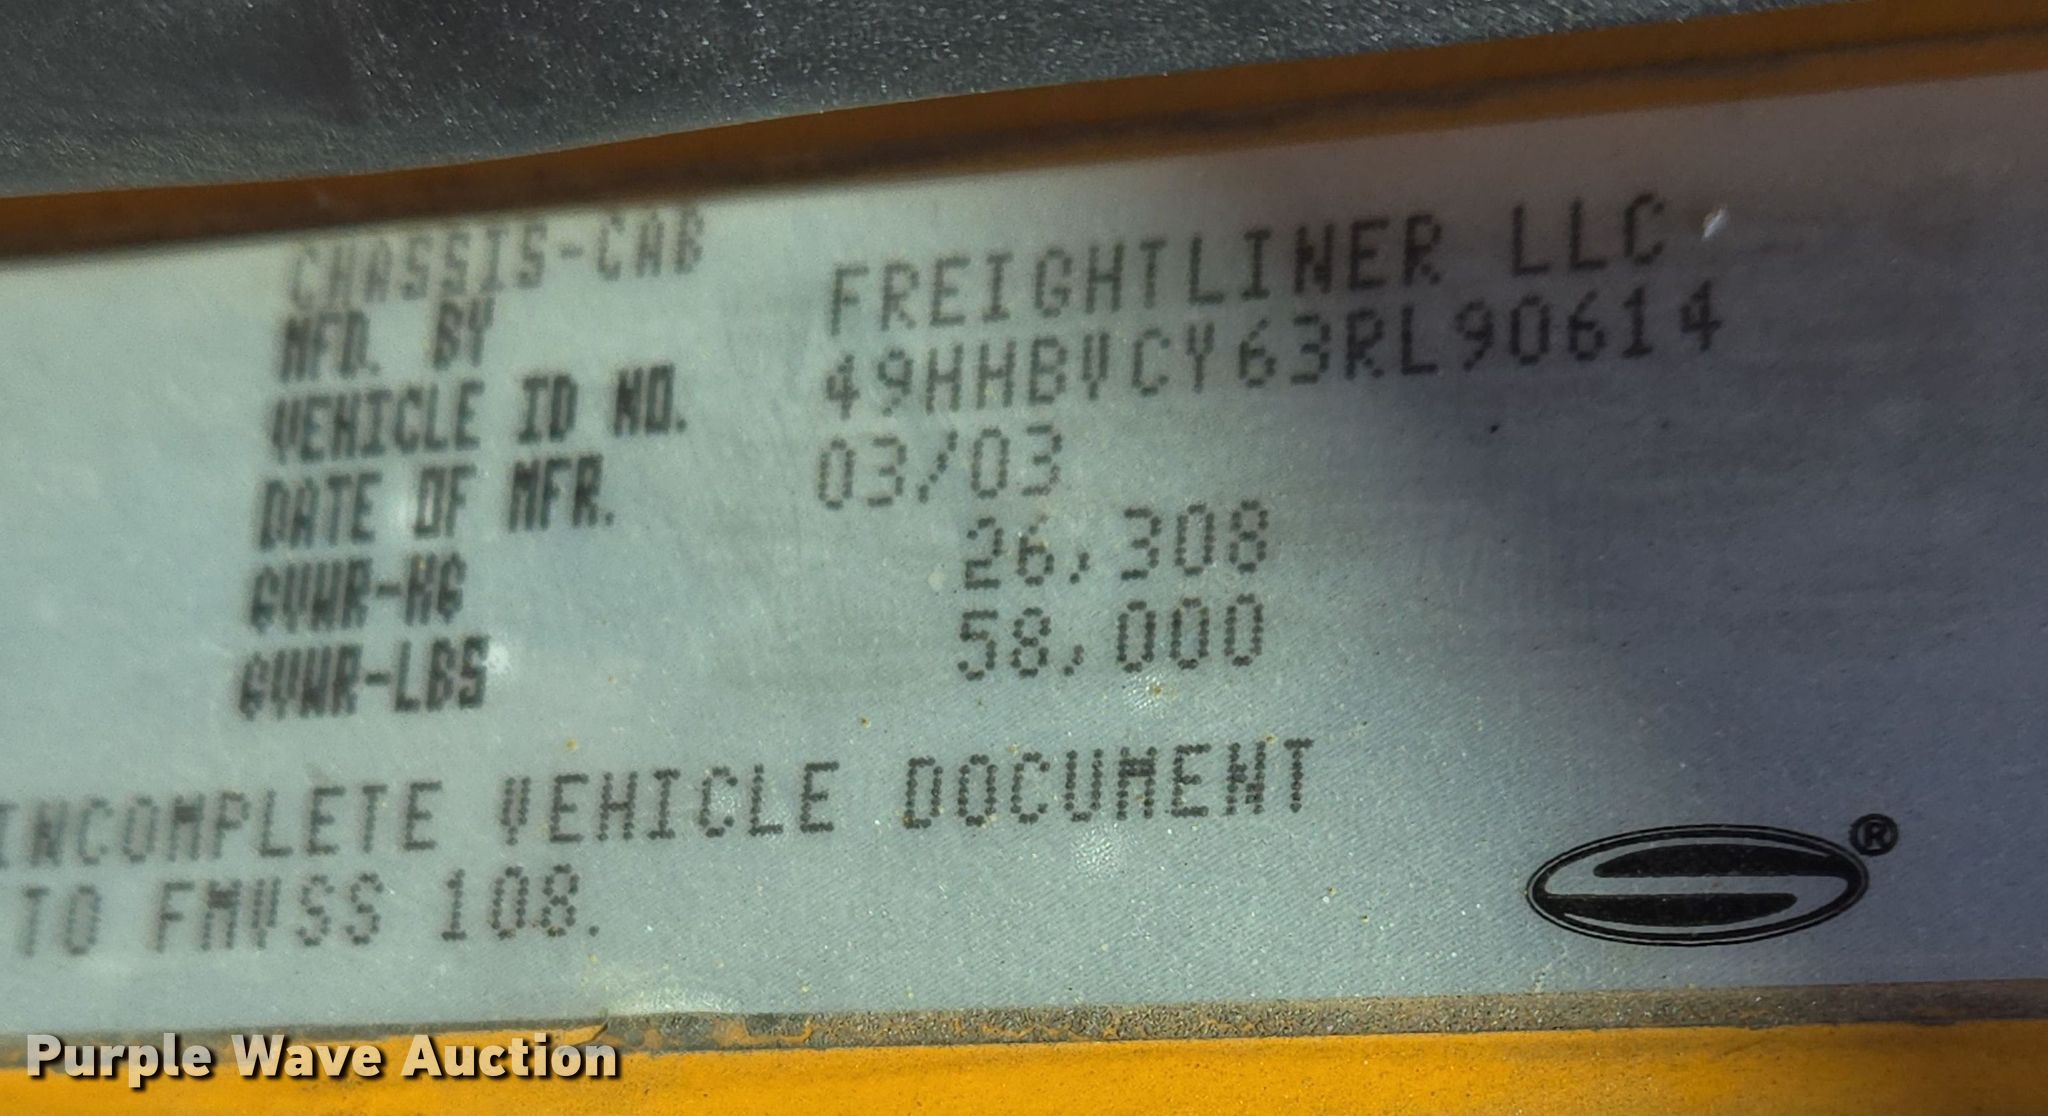 CHASSIS-CAB
MFD. BY FREIGHTLINER LLC
VEHICLE ID NO. 49HHBVCY63RL90614
DATE OF MFR. 03/03
GVWR-KG 26,308
GVWR-LBS 58,000
INCOMPLETE VEHICLE DOCUMENT
TO FMVSS 108.
®
Purple Wave Auction